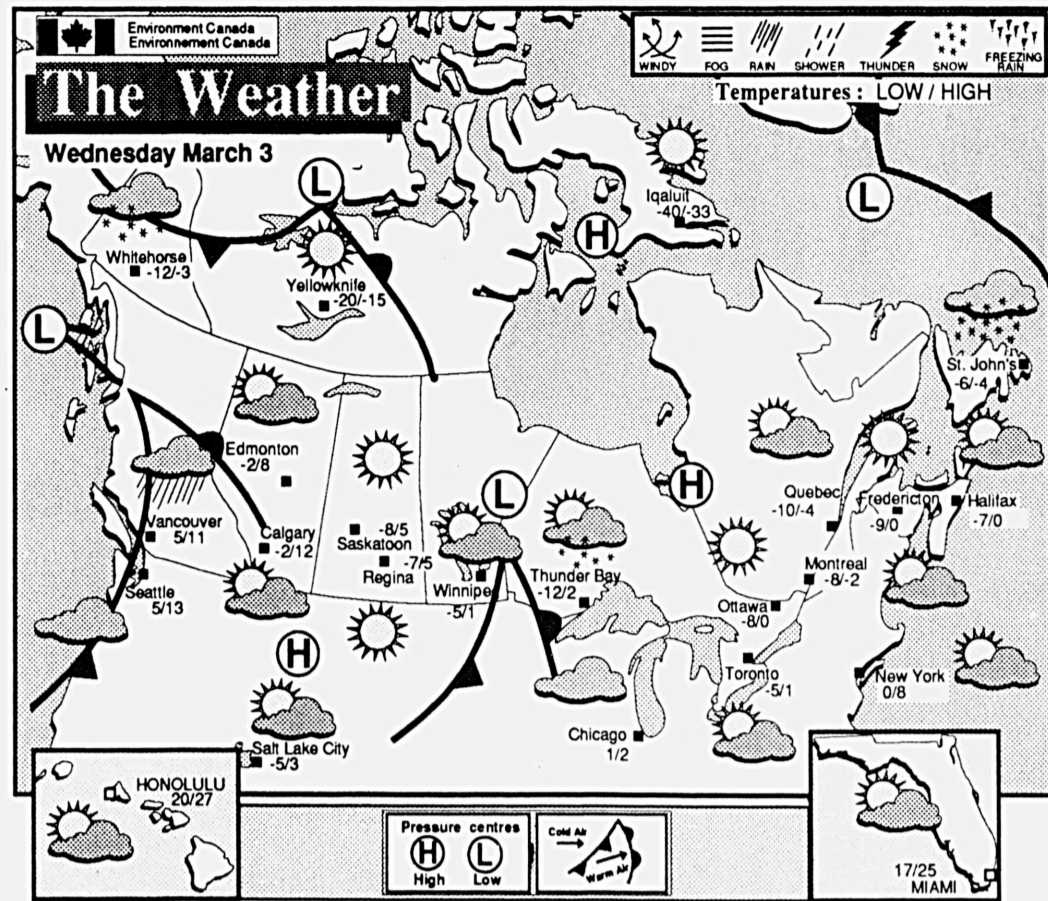 Environment Canada
Environnement Canada
The Weather
Wednesday March 3
WINDY
FOG
RAIN
SHOWER
THUNDER
SNOW
FREEZING
RAIN
Temperatures : LOW / HIGH
L
Iqaluit
-40/-33
L
H
Whitehorse
-12/-3
Yellowknife
-20/-15
L
St. John's
-6/-4
Edmonton
-2/8
Quebec
-10/-4
Fredericton
-9/0
Halifax
-7/0
L
H
Vancouver
5/11
Calgary
-2/12
-8/5
Saskatoon
-7/5
Regina
Winnipeg
-5/1
Thunder Bay
-12/2
Montreal
-8/-2
Seattle
5/13
Ottawa
-8/0
H
Toronto
-5/1
New York
0/8
Salt Lake City
-5/3
Chicago
1/2
HONOLULU
20/27
Pressure centres
H
L
High
Low
Cold Air
Warm Air
17/25
MIAMI